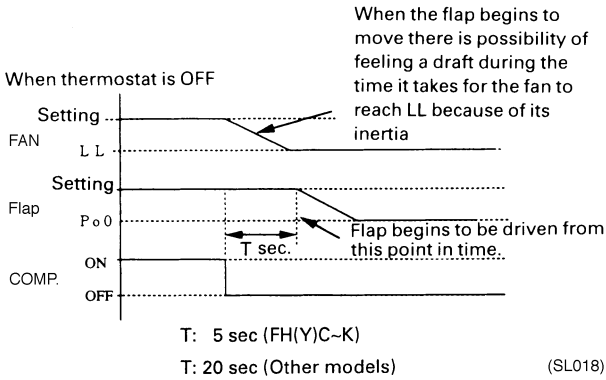 When the flap begins to
move there is possibility of
feeling a draft during the
time it takes for the fan to
reach LL because of its
inertia
When thermostat is OFF
Setting
FAN
LL
Setting
Flap
Po0
T sec.
Flap begins to be driven from
this point in time.
ON
COMP.
OFF
T: 5 sec (FH(Y)C~K)
T: 20 sec (Other models)
(SL018)